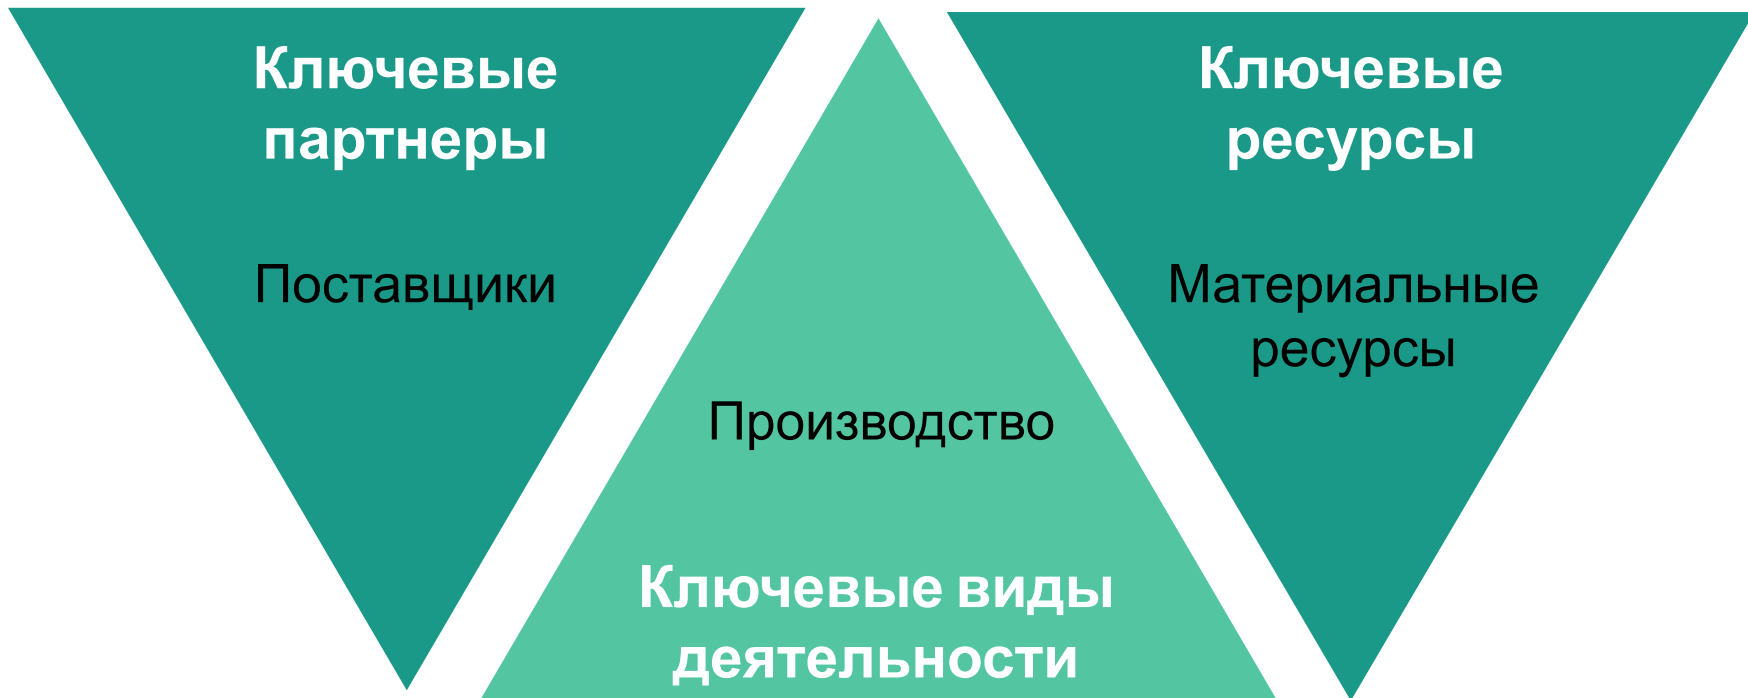 Ключевые
партнеры
Поставщики
Производство
Ключевые виды
деятельности
Ключевые
ресурсы
Материальные
ресурсы